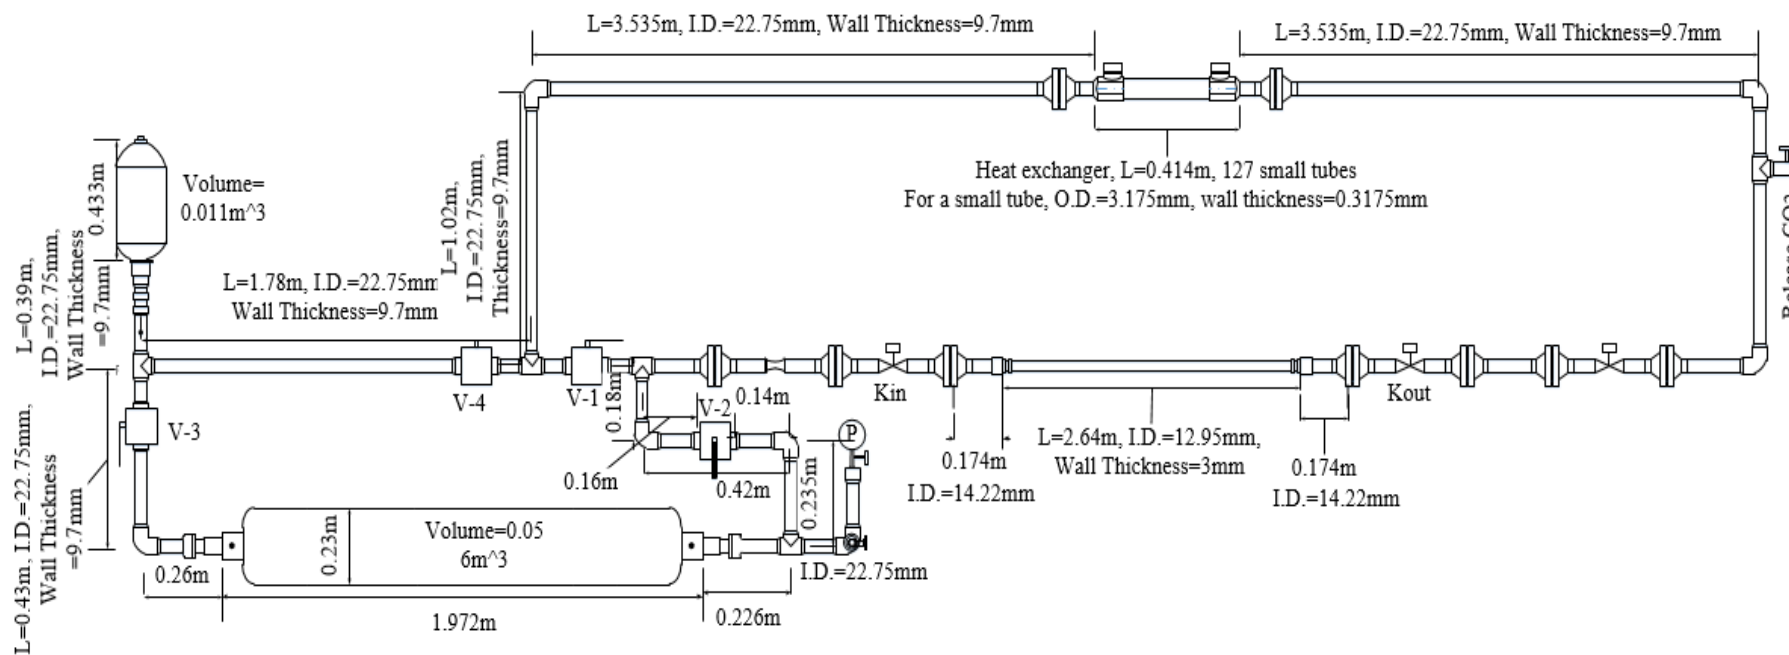 L=3.535m, I.D.=22.75mm, Wall Thickness=9.7mm
L=3.535m, I.D.=22.75mm, Wall Thickness=9.7mm
Heat exchanger, L=0.414m, 127 small tubes
For a small tube, O.D.=3.175mm, wall thickness=0.3175mm
0.433m
Volume=
0.011m^3
L=1.02m,
I.D.=22.75mm,
Thickness=9.7mm
L=0.39m,
I.D.=22.75mm,
Wall Thickness
=9.7mm
L=1.78m, I.D.=22.75mm
Wall Thickness=9.7mm
V-4
V-1
0.18m
V-2
0.14m
Kin
Kout
V-3
P
0.16m
0.42m
0.235m
0.174m
I.D.=14.22mm
L=2.64m, I.D.=12.95mm,
Wall Thickness=3mm
0.174m
I.D.=14.22mm
L=0.43m, I.D.=22.75mm,
Wall Thickness
=9.7mm
0.23m
Volume=0.05
6m^3
I.D.=22.75mm
0.26m
1.972m
0.226m